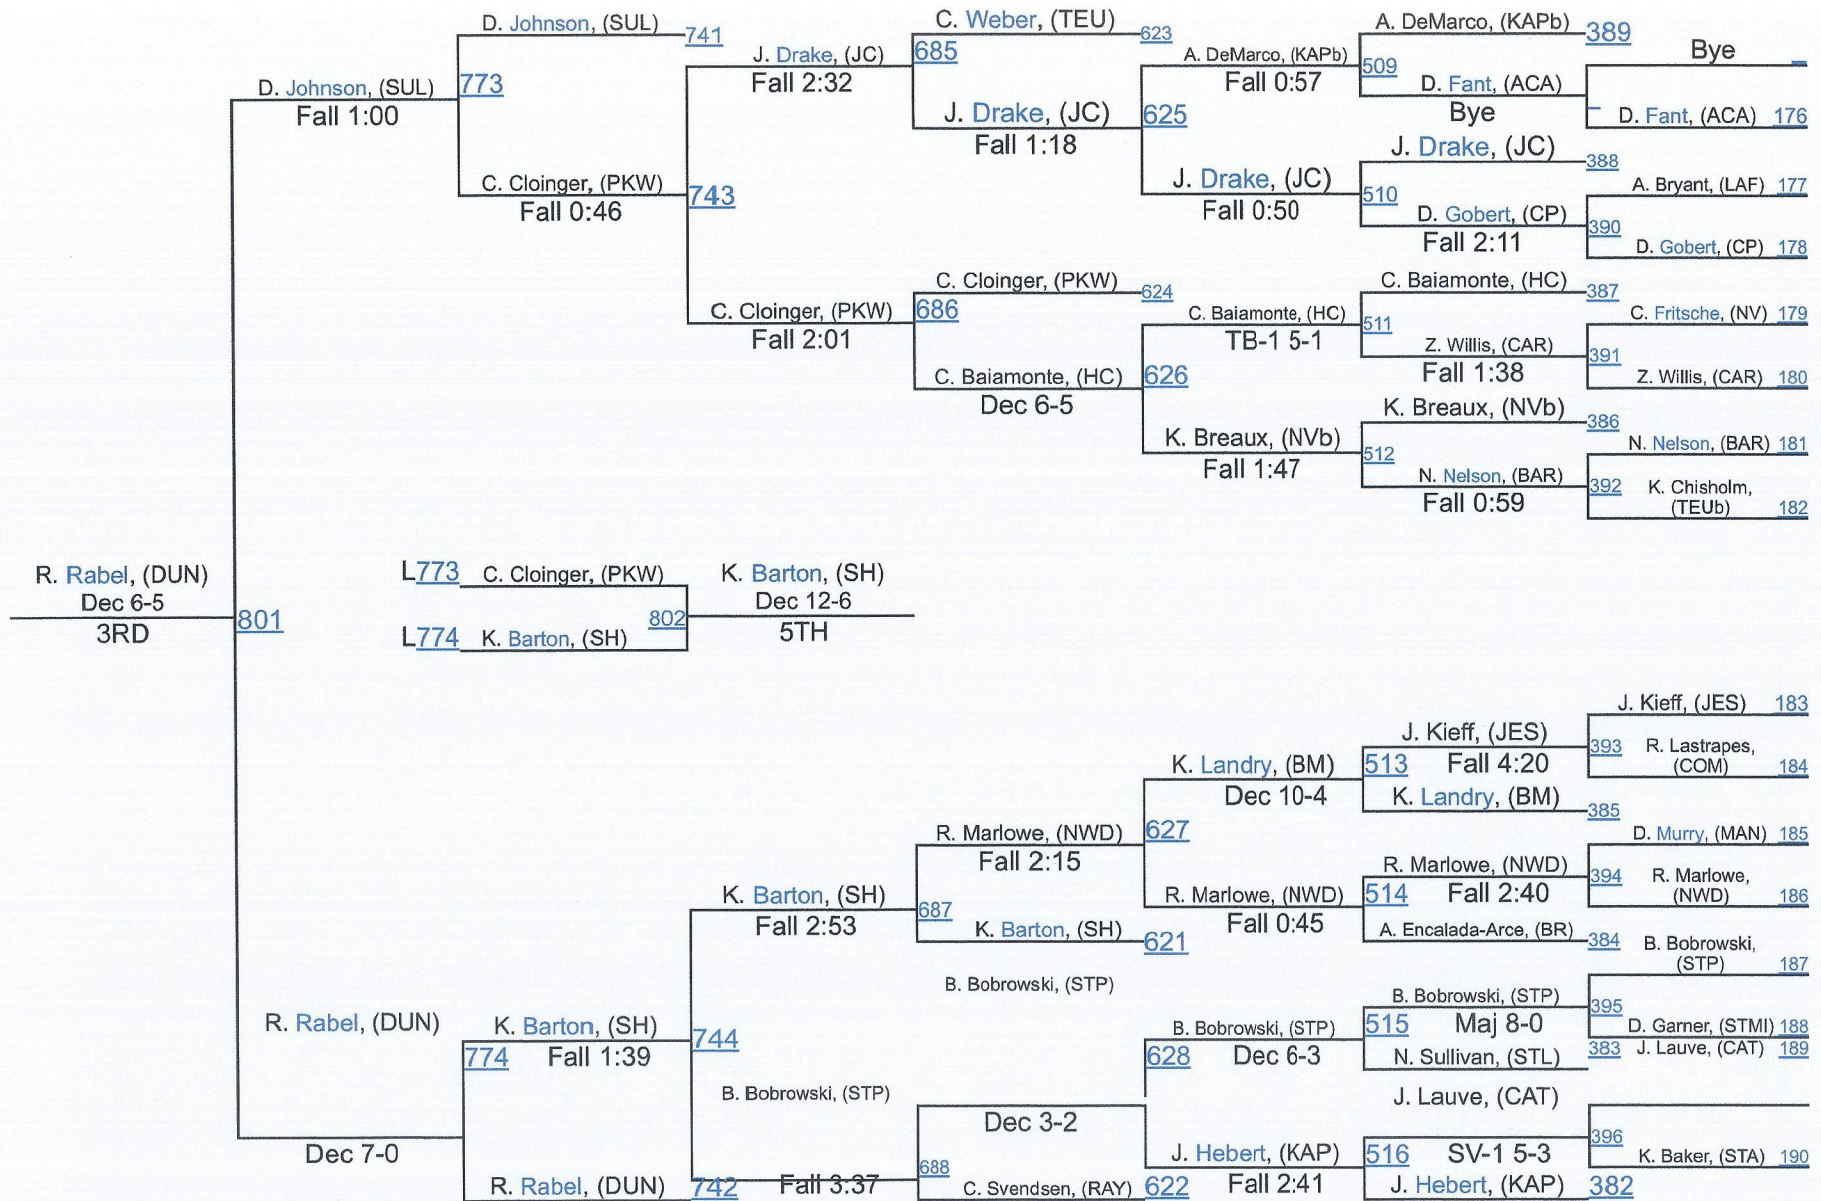 D. Johnson, (SUL)
741
C. Weber, (TEU)
623
A. DeMarco, (KAPb)
389
Bye
J. Drake, (JC)
Fall 2:32
685
A. DeMarco, (KAPb)
Fall 0:57
509
D. Fant, (ACA)
Bye
D. Fant, (ACA) 176
D. Johnson, (SUL)
Fall 1:00
773
J. Drake, (JC)
Fall 1:18
625
J. Drake, (JC)
388
A. Bryant, (LAF) 177
C. Cloinger, (PKW)
Fall 0:46
743
J. Drake, (JC)
Fall 0:50
510
D. Gobert, (CP)
Fall 2:11
390
D. Gobert, (CP) 178
C. Cloinger, (PKW)
624
C. Baiamonte, (HC)
387
C. Cloinger, (PKW)
Fall 2:01
686
C. Baiamonte, (HC)
TB-1 5-1
511
C. Fritsche, (NV) 179
Z. Willis, (CAR)
Fall 1:38
391
Z. Willis, (CAR) 180
C. Baiamonte, (HC)
Dec 6-5
626
K. Breaux, (NVb)
386
K. Breaux, (NVb)
Fall 1:47
512
N. Nelson, (BAR) 181
N. Nelson, (BAR)
Fall 0:59
392
K. Chisholm,
(TEUb) 182
R. Rabel, (DUN)
Dec 6-5
3RD
801
L773 C. Cloinger, (PKW)
L774 K. Barton, (SH)
802
K. Barton, (SH)
Dec 12-6
5TH
J. Kieff, (JES) 183
J. Kieff, (JES)
Fall 4:20
393
R. Lastrapes,
(COM) 184
K. Landry, (BM)
Dec 10-4
513
K. Landry, (BM)
385
R. Marlowe, (NWD)
Fall 2:15
627
D. Murry, (MAN) 185
R. Marlowe, (NWD)
Fall 2:40
394
R. Marlowe,
(NWD) 186
K. Barton, (SH)
Fall 2:53
687
R. Marlowe, (NWD)
Fall 0:45
514
K. Barton, (SH)
621
A. Encalada-Arce, (BR)
384
B. Bobrowski,
(STP) 187
B. Bobrowski, (STP)
B. Bobrowski, (STP)
Maj 8-0
395
D. Garner, (STMI) 188
R. Rabel, (DUN)
K. Barton, (SH)
Fall 1:39
774
744
B. Bobrowski, (STP)
Dec 6-3
628
515
N. Sullivan, (STL)
383
J. Lauve, (CAT) 189
B. Bobrowski, (STP)
J. Lauve, (CAT)
Dec 3-2
Dec 7-0
J. Hebert, (KAP)
Fall 2:41
516
SV-1 5-3
396
K. Baker, (STA) 190
R. Rabel, (DUN)
742
Fall 3:37
688
C. Svendsen, (RAY)
622
J. Hebert, (KAP)
382